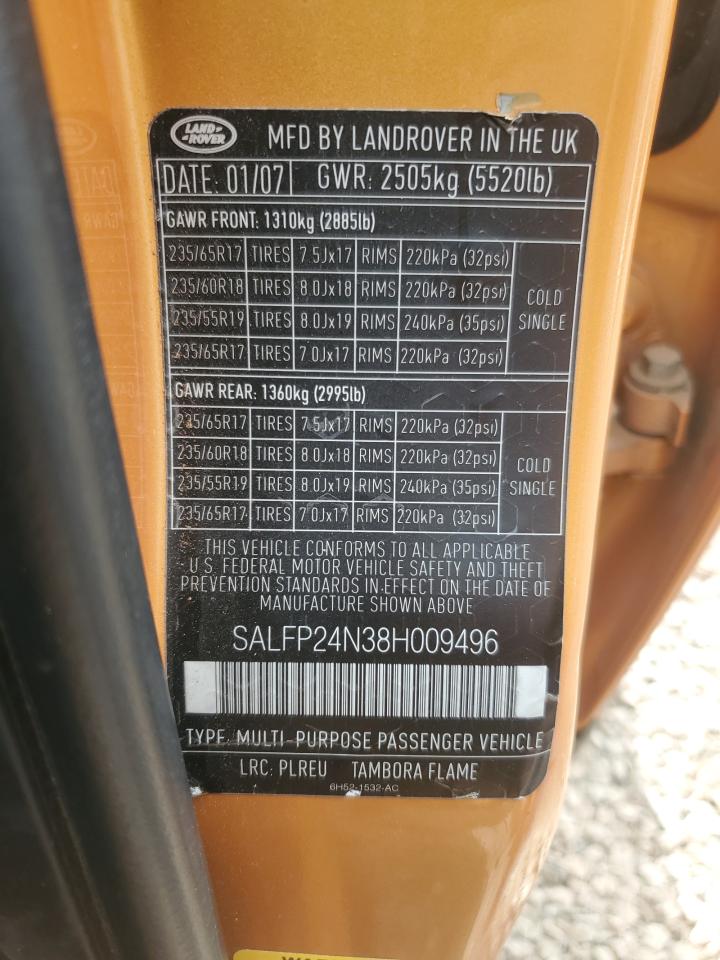 LAND ROVER MFD BY LANDROVER IN THE UK
DATE: 01/07 GWR: 2505kg (5520lb)
GAWR FRONT: 1310kg (2885lb)
235/65R17 TIRES 7.5Jx17 RIMS 220kPa (32psi)
235/60R18 TIRES 8.0Jx18 RIMS 220kPa (32psi)
235/55R19 TIRES 8.0Jx19 RIMS 240kPa (35psi)
235/65R17 TIRES 7.0Jx17 RIMS 220kPa (32psi)
COLD
SINGLE
GAWR REAR: 1360kg (2995lb)
235/65R17 TIRES 7.5Jx17 RIMS 220kPa (32psi)
235/60R18 TIRES 8.0Jx18 RIMS 220kPa (32psi)
235/55R19 TIRES 8.0Jx19 RIMS 240kPa (35psi)
235/65R17 TIRES 7.0Jx17 RIMS 220kPa (32psi)
COLD
SINGLE
THIS VEHICLE CONFORMS TO ALL APPLICABLE
U.S. FEDERAL MOTOR VEHICLE SAFETY AND THEFT
PREVENTION STANDARDS IN EFFECT ON THE DATE OF
MANUFACTURE SHOWN ABOVE
SALFP24N38H009496
TYPE. MULTI-PURPOSE PASSENGER VEHICLE
LRC: PLREU TAMBORA FLAME
6H52-1532-AC